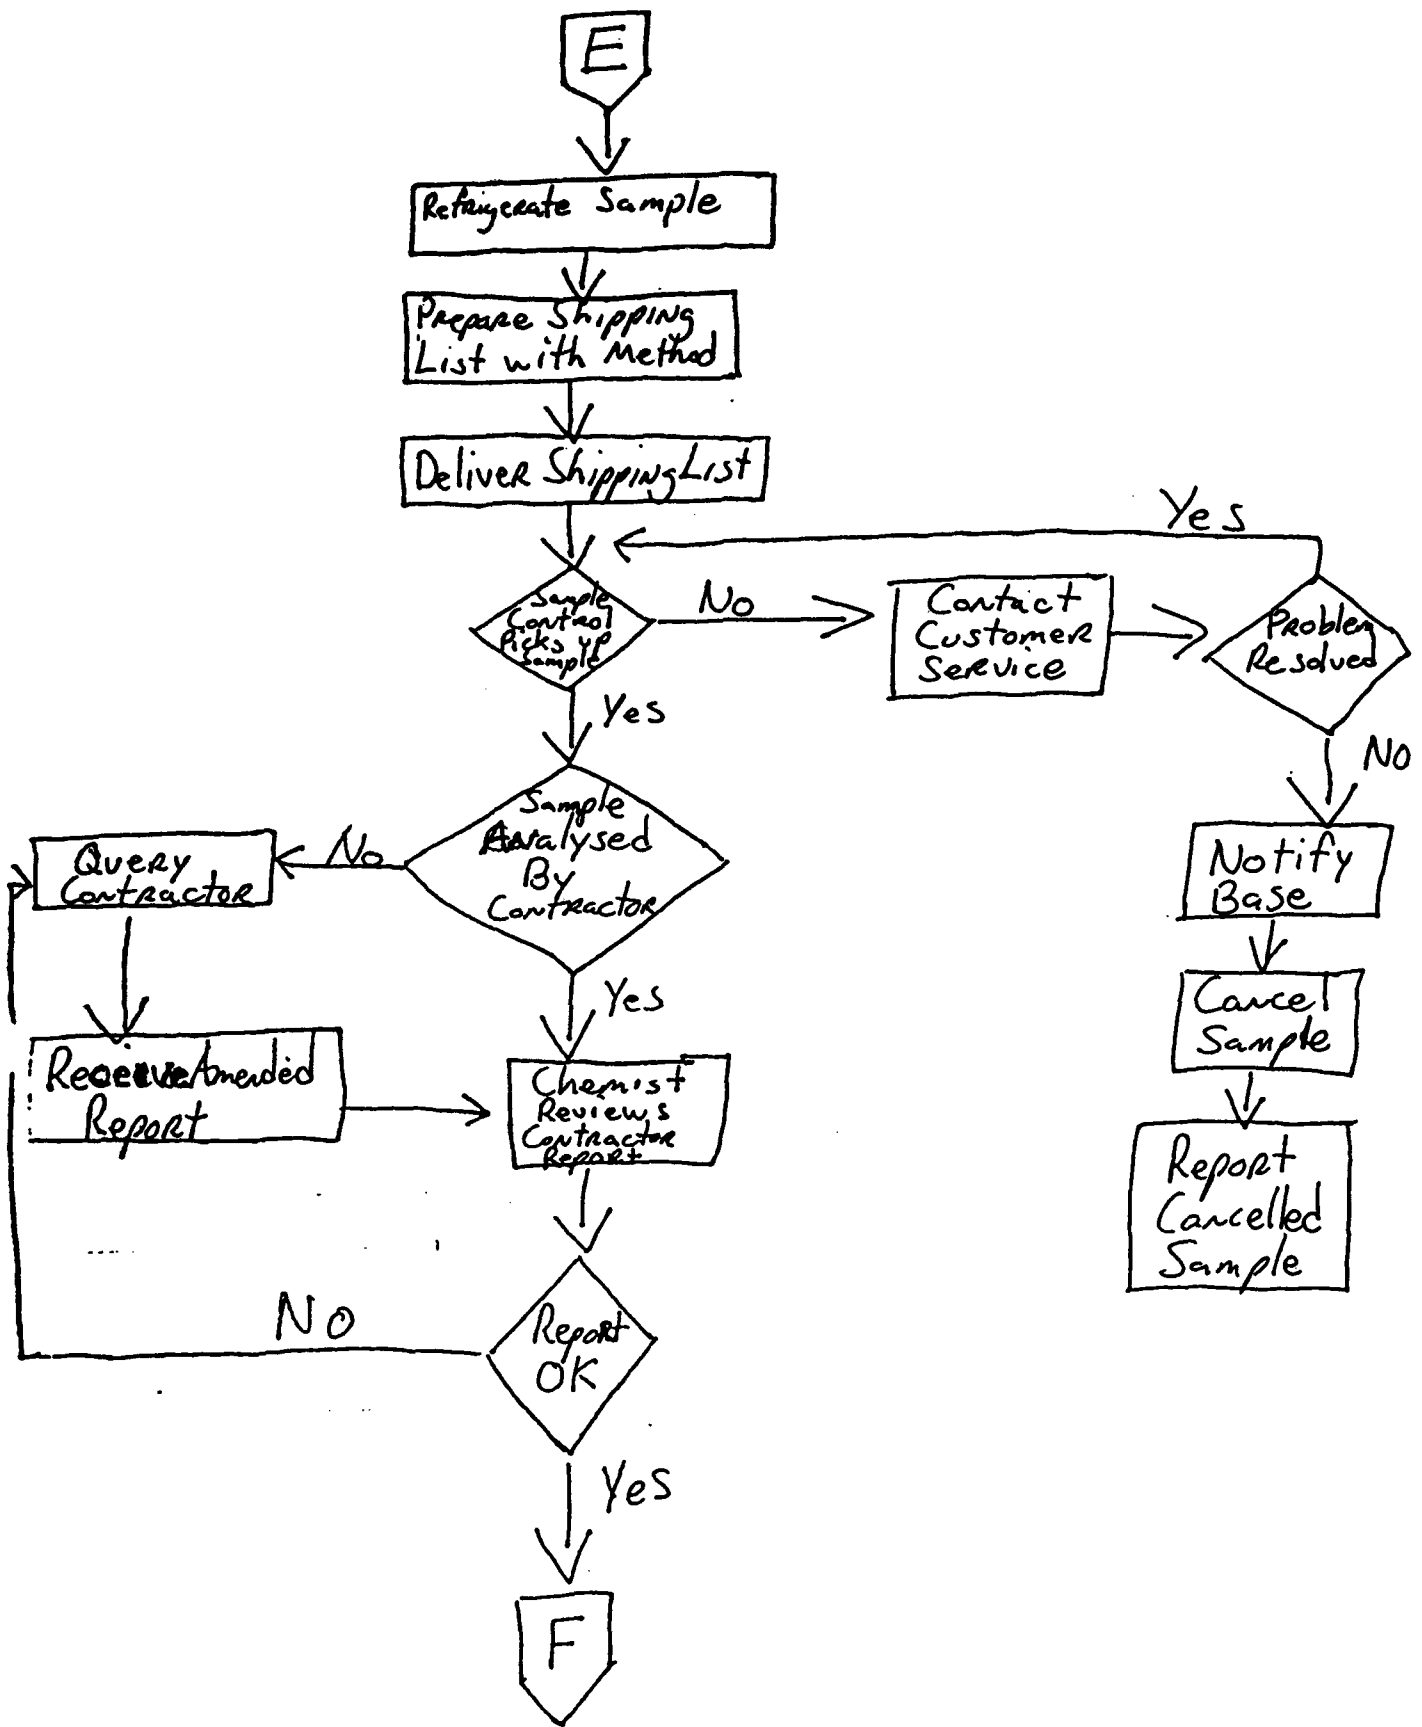 E
Refrigerate Sample
Prepare Shipping
List with Method
Deliver Shipping List
Yes
Sample
Control
Picks up
Sample
No
Contact
Customer
Service
Problem
Resolved
Yes
No
Sample
Analysed
By
Contractor
No
Query
Contractor
Notify
Base
Yes
Cancel
Sample
Receive Amended
Report
Chemist
Reviews
Contractor
Report
Report
Cancelled
Sample
No
Report
OK
Yes
F